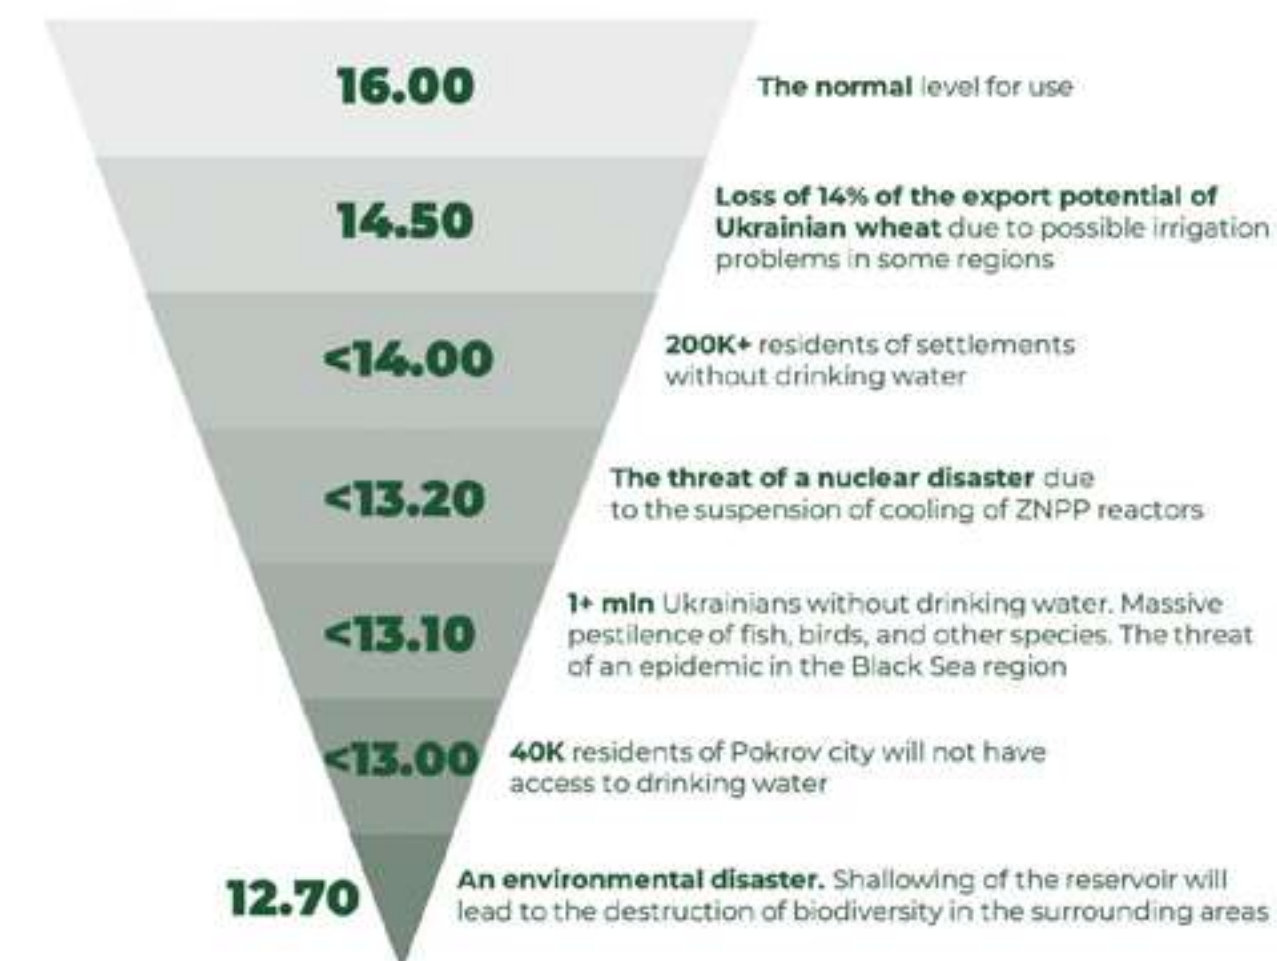 16.00
The normal level for use
14.50
Loss of 14% of the export potential of
Ukrainian wheat due to possible irrigation
problems in some regions
<14.00
200K+ residents of settlements
without drinking water
<13.20
The threat of a nuclear disaster due
to the suspension of cooling of ZNPP reactors
<13.10
1+ mln Ukrainians without drinking water. Massive
pestilence of fish, birds, and other species. The threat
of an epidemic in the Black Sea region
<13.00
40K residents of Pokrov city will not have
access to drinking water
12.70
An environmental disaster. Shallowing of the reservoir will
lead to the destruction of biodiversity in the surrounding areas